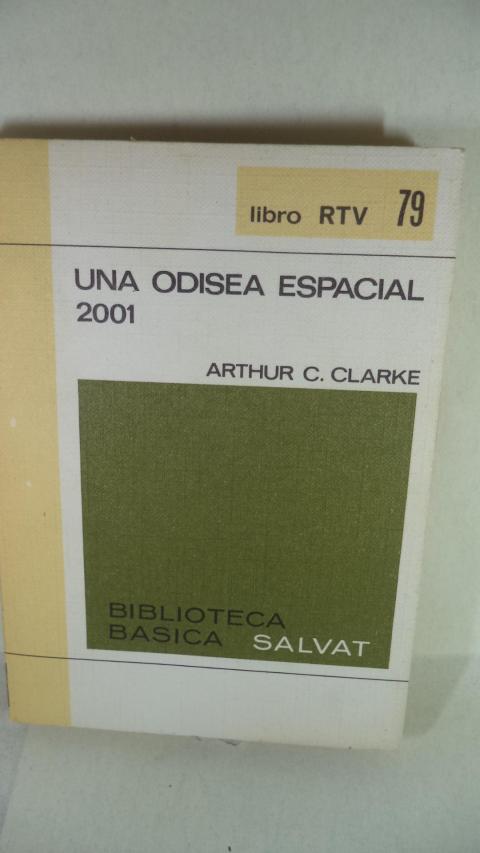 libro RTV 79
UNA ODISEA ESPACIAL
2001
ARTHUR C. CLARKE
BIBLIOTECA
BASICA SALVAT